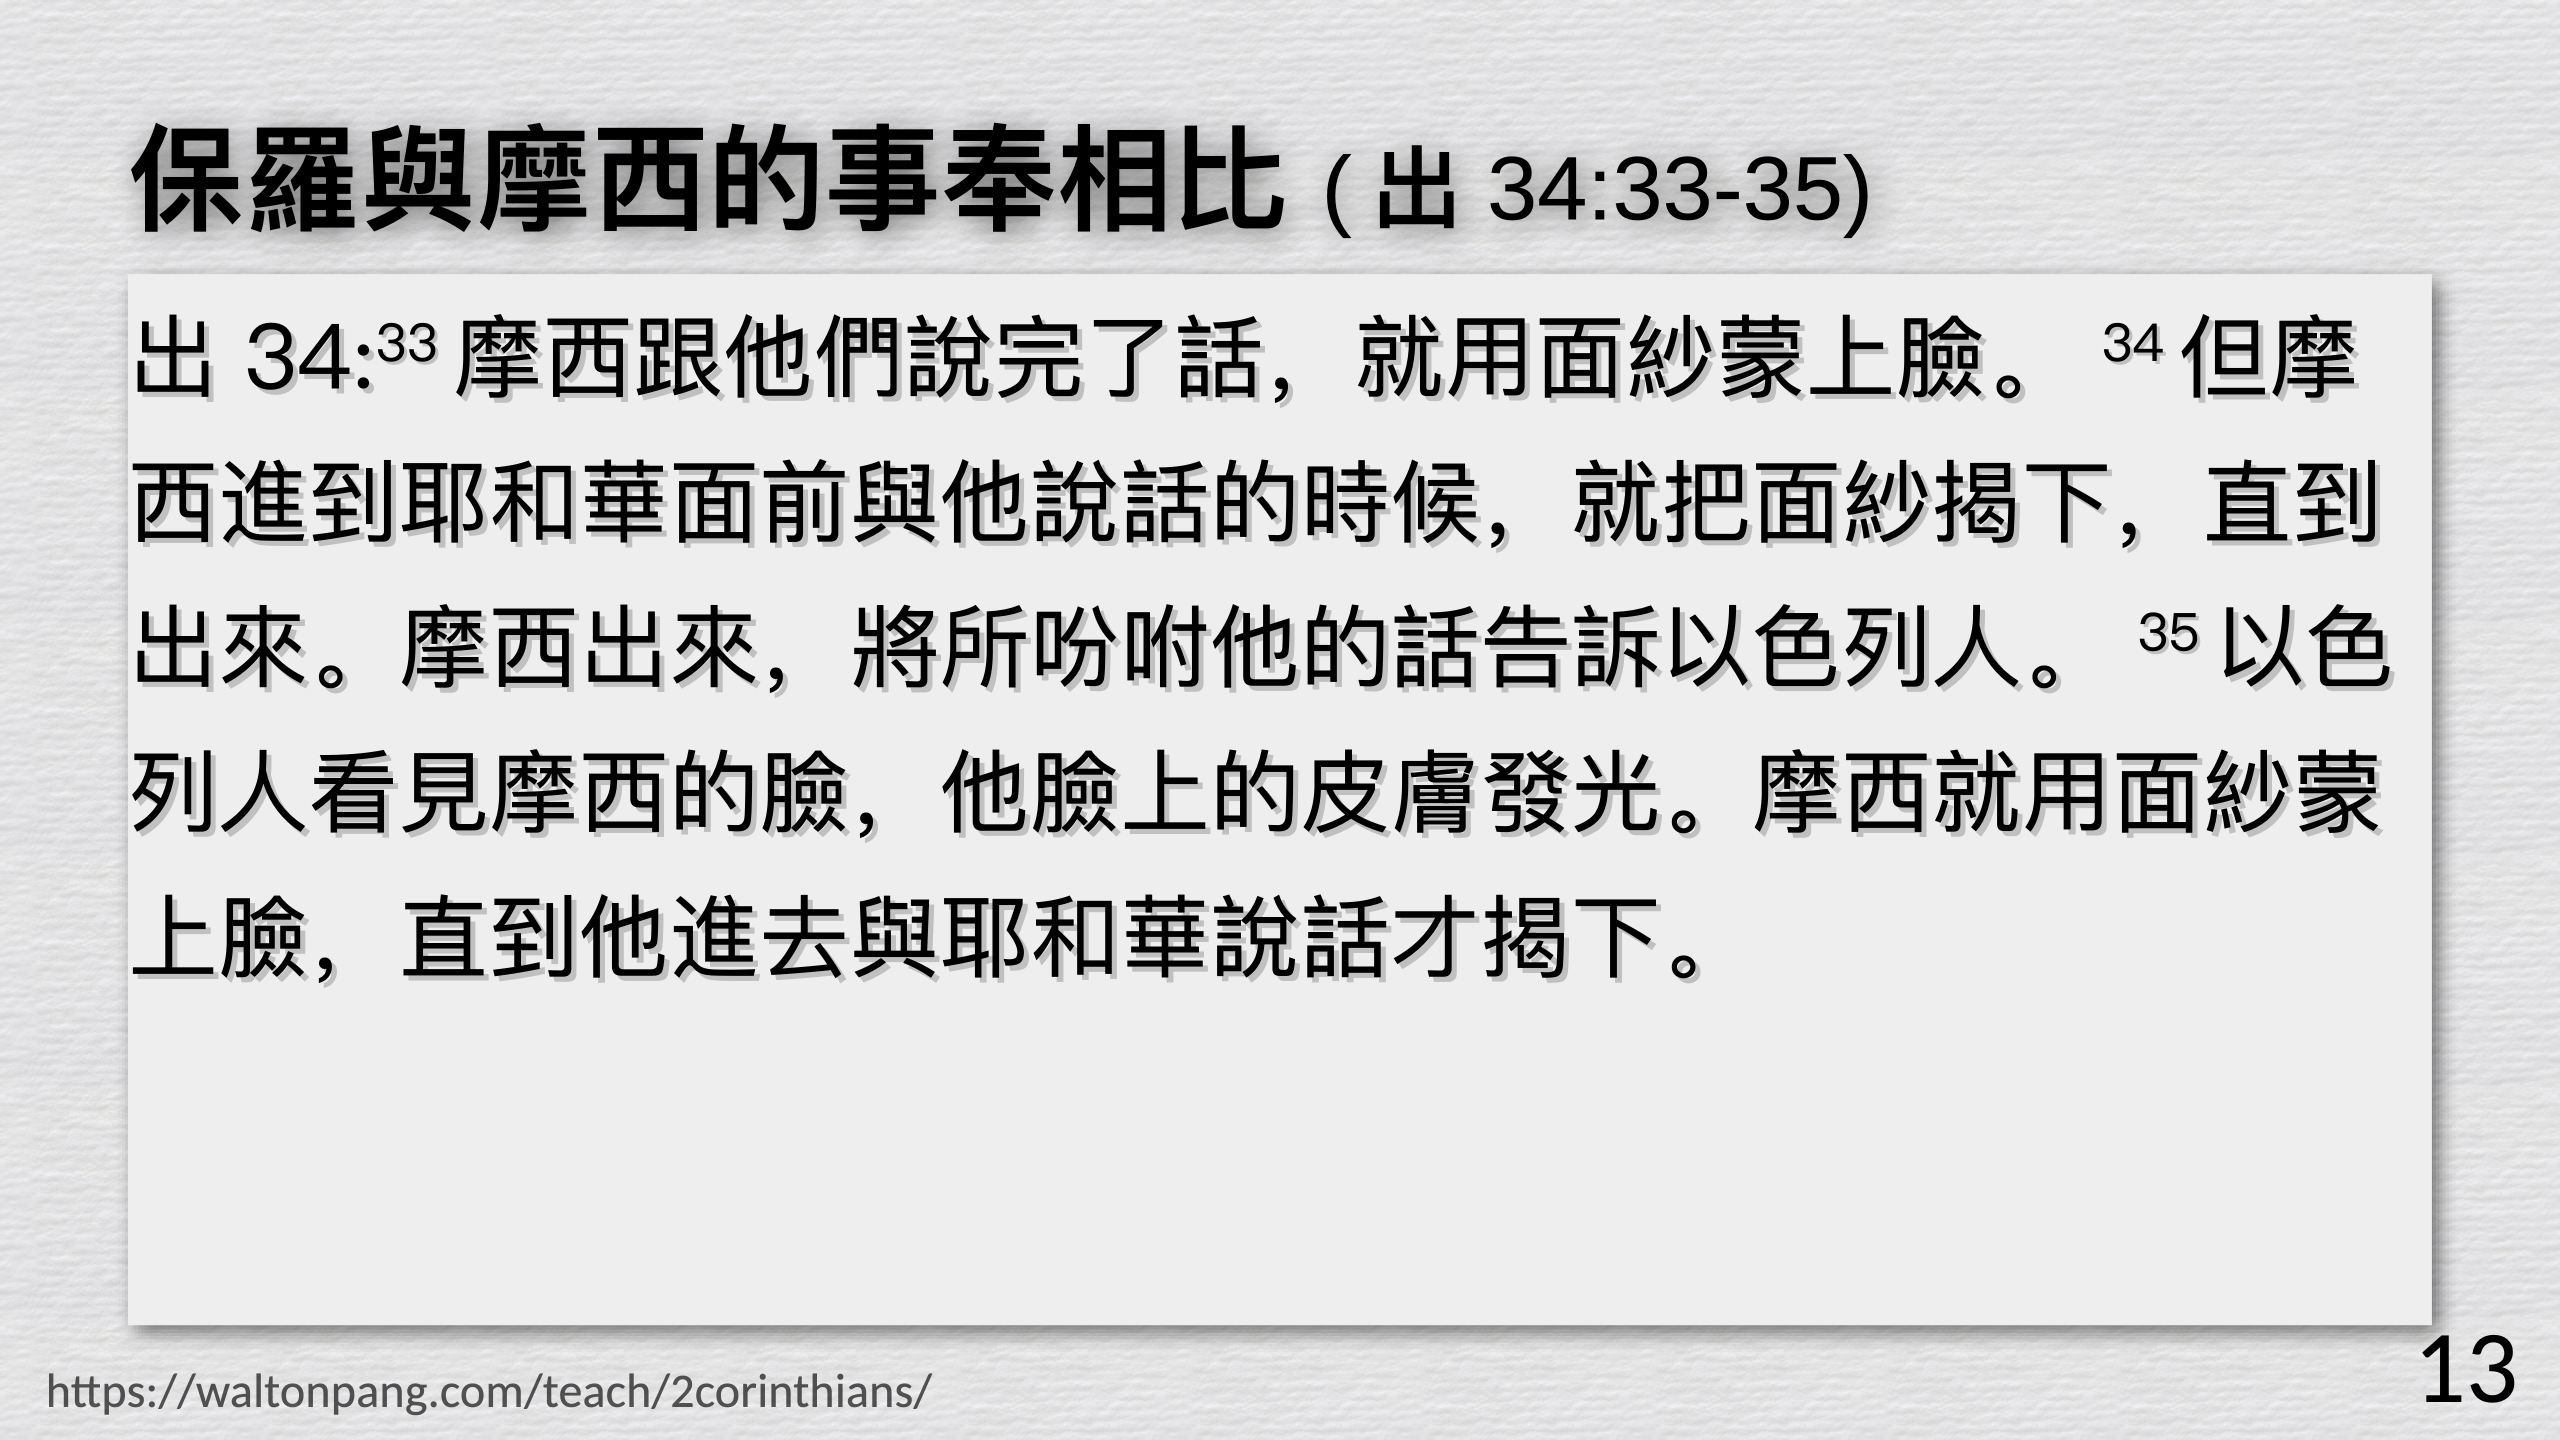 保羅與摩西的事奉相比 (出 34:33-35)
出 34:33 摩西跟他們說完了話，就用面紗蒙上臉。 34 但摩
西進到耶和華面前與他說話的時候，就把面紗揭下，直到
出來。摩西出來，將所吩咐他的話告訴以色列人。 35 以色
列人看見摩西的臉，他臉上的皮膚發光。摩西就用面紗蒙
上臉，直到他進去與耶和華說話才揭下。
https://waltonpang.com/teach/2corinthians/
13